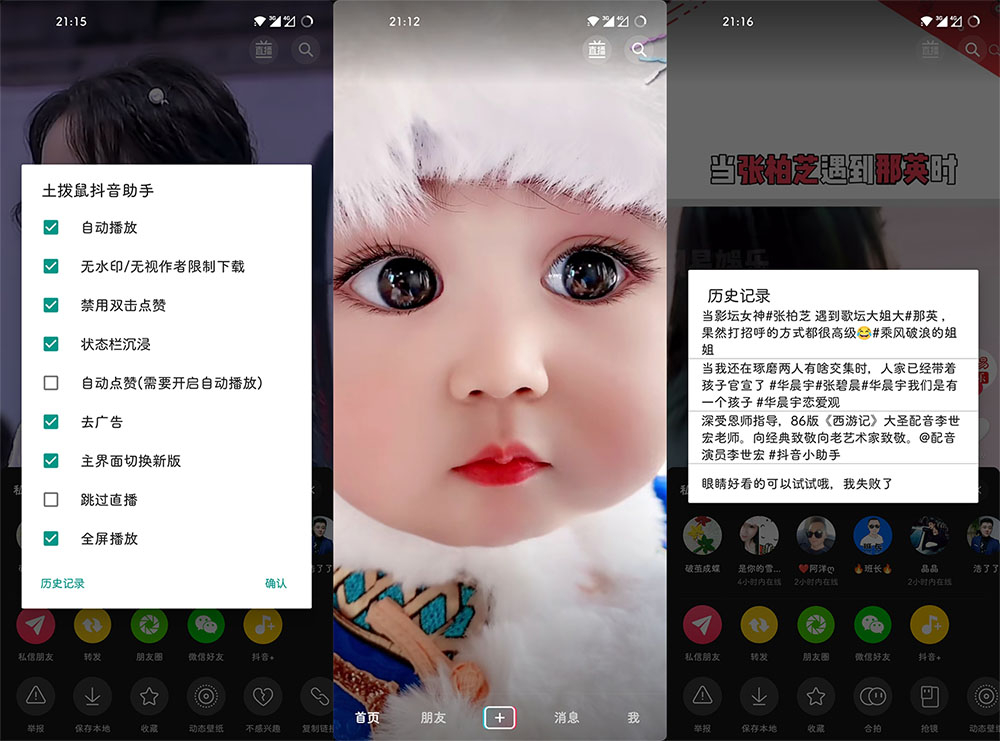 21:15
3G 4G
直播
土拨鼠抖音助手
自动播放
无水印/无视作者限制下载
禁用双击点赞
状态栏沉浸
自动点赞(需要开启自动播放)
去广告
主界面切换新版
跳过直播
全屏播放
历史记录
确认
私信朋友
转发
朋友圈
微信好友
抖音+
举报
保存本地
收藏
动态壁纸
不感兴趣
复制链接
21:12
3G 4G
直播
首页
朋友
消息
我
21:16
3G 4G
直播
当张柏芝遇到那英时
历史记录
当影坛女神#张柏芝 遇到歌坛大姐大#那英，
果然打招呼的方式都很高级😂#乘风破浪的姐
姐
当我还在琢磨两人有啥交集时，人家已经带着
孩子官宣了 #华晨宇#张碧晨#华晨宇我们是有
一个孩子 #华晨宇恋爱观
深受恩师指导，86版《西游记》大圣配音李世
宏老师。向经典致敬向老艺术家致敬。@配音
演员李世宏 #抖音小助手
眼睛好看的可以试试哦，我失败了
破茧成蝶
是你的雪...
4小时内在线
❤️阿洋ღ
2小时内在线
🔥班长🔥
晶晶
2小时内在线
浩了了
私信朋友
转发
朋友圈
微信好友
抖音+
举报
保存本地
收藏
合拍
抢镜
动态壁